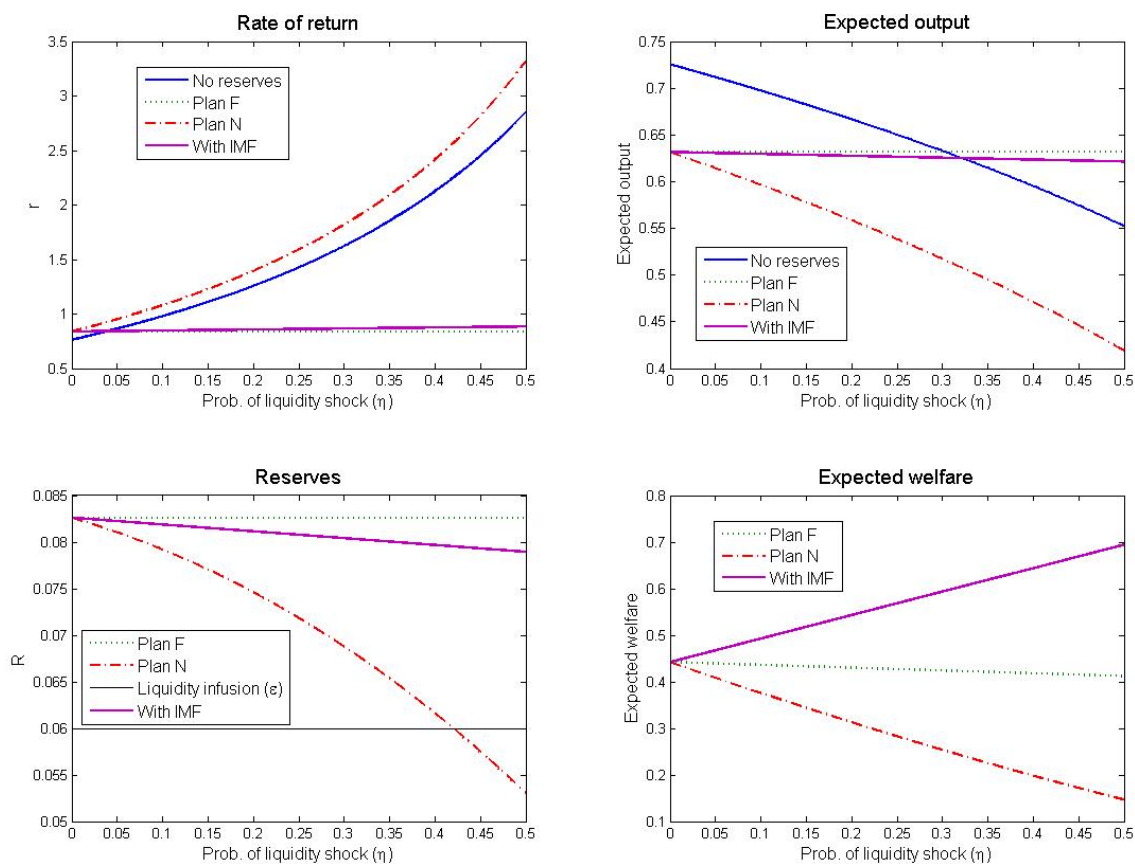 Rate of return
3.5
3
2.5
2
1.5
1
0.5
r
No reserves
Plan F
Plan N
With IMF
0 0.05 0.1 0.15 0.2 0.25 0.3 0.35 0.4 0.45 0.5
Prob. of liquidity shock (η)
Expected output
0.75
0.7
0.65
0.6
0.55
0.5
0.45
0.4
Expected output
No reserves
Plan F
Plan N
With IMF
0 0.05 0.1 0.15 0.2 0.25 0.3 0.35 0.4 0.45 0.5
Prob. of liquidity shock (η)
Reserves
0.085
0.08
0.075
0.07
0.065
0.06
0.055
0.05
R
Plan F
Plan N
Liquidity infusion (ε)
With IMF
0 0.05 0.1 0.15 0.2 0.25 0.3 0.35 0.4 0.45 0.5
Prob. of liquidity shock (η)
Expected welfare
0.8
0.7
0.6
0.5
0.4
0.3
0.2
0.1
Expected welfare
Plan F
Plan N
With IMF
0 0.05 0.1 0.15 0.2 0.25 0.3 0.35 0.4 0.45 0.5
Prob. of liquidity shock (η)